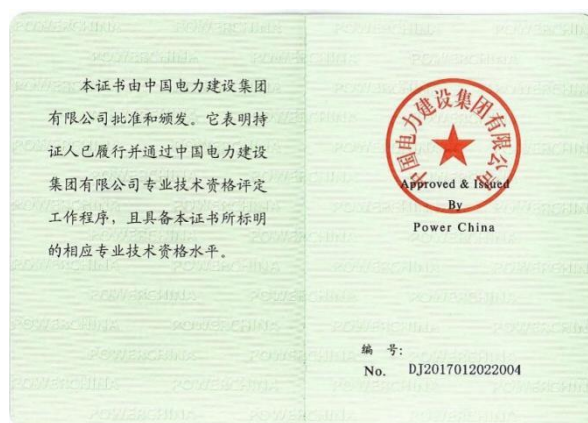 本证书由中国电力建设集团
有限公司批准和颁发。它表明持
证人已履行并通过中国电力建设
集团有限公司专业技术资格评定
工作程序，且具备本证书所标明
的相应专业技术资格水平。
中国电力建设集团有限公司
Approved & Issued
By
Power China
编 号：
No. DJ2017012022004
POWERCHINA